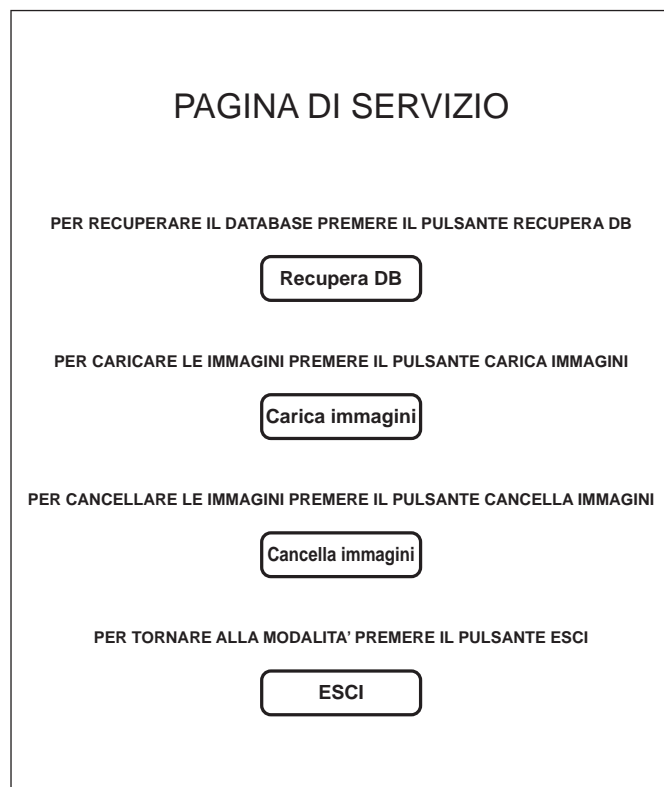 PAGINA DI SERVIZIO
PER RECUPERARE IL DATABASE PREMERE IL PULSANTE RECUPERA DB
Recupera DB
PER CARICARE LE IMMAGINI PREMERE IL PULSANTE CARICA IMMAGINI
Carica immagini
PER CANCELLARE LE IMMAGINI PREMERE IL PULSANTE CANCELLA IMMAGINI
Cancella immagini
PER TORNARE ALLA MODALITA’ PREMERE IL PULSANTE ESCI
ESCI